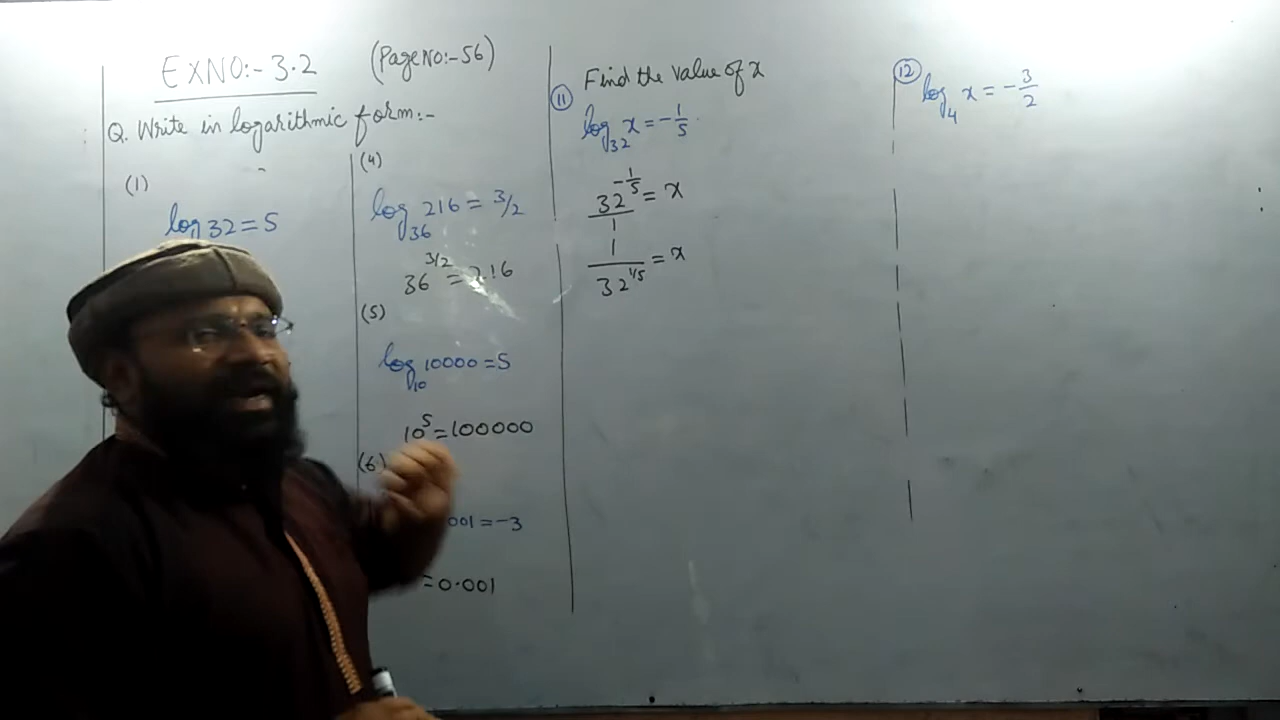 EXNO:- 3.2 (Page NO:-56)
Q. Write in logarithmic form:-
(1)
log 32 = 5
(4)
log₃₆ 216 = 3/2
36^3/2 = 216
(5)
log₁₀ 10000 = 5
10^5 = 100000
(6)
001 = -3
= 0.001
Find the value of x
(11) log₃₂ x = -1/5
32^-1/5 / 1 = x
1 / 32^1/5 = x
(12) log₄ x = -3/2